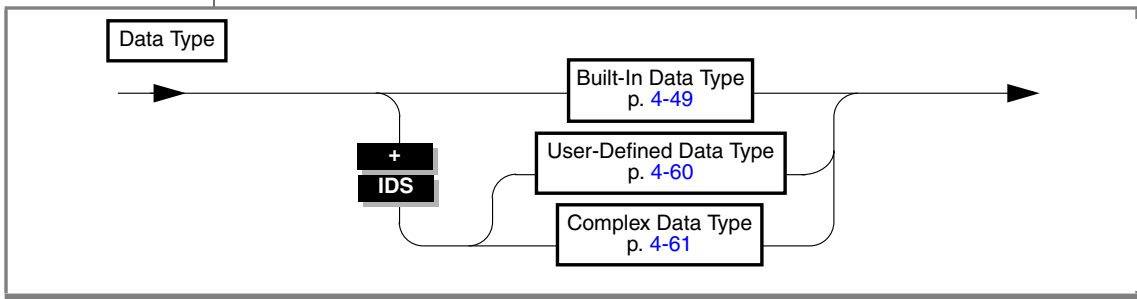 Data Type
Built-In Data Type
p. 4-49
+
IDS
User-Defined Data Type
p. 4-60
Complex Data Type
p. 4-61